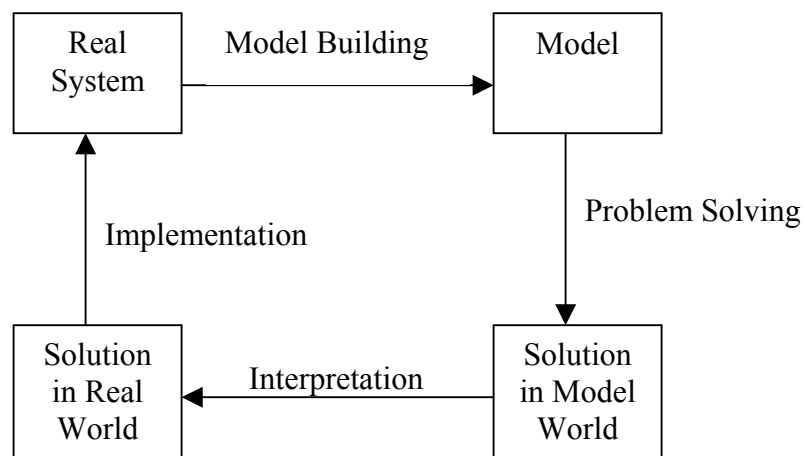 Real
System
Model Building
Model
Problem Solving
Implementation
Solution
in Real
World
Interpretation
Solution
in Model
World